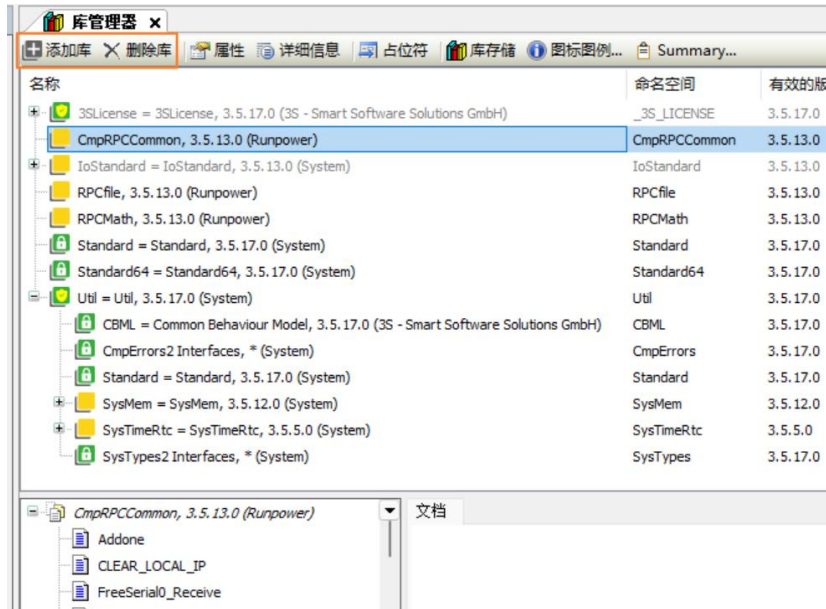 库管理器
添加库 删除库 属性 详细信息 占位符 库存储 图标图例... Summary...
名称 命名空间 有效的版
3SLicense = 3SLicense, 3.5.17.0 (3S - Smart Software Solutions GmbH) _3S_LICENSE 3.5.17.0
CmpRPCCommon, 3.5.13.0 (Runpower) CmpRPCCommon 3.5.13.0
IoStandard = IoStandard, 3.5.13.0 (System) IoStandard 3.5.13.0
RPCfile, 3.5.13.0 (Runpower) RPCfile 3.5.13.0
RPCMath, 3.5.13.0 (Runpower) RPCMath 3.5.13.0
Standard = Standard, 3.5.17.0 (System) Standard 3.5.17.0
Standard64 = Standard64, 3.5.17.0 (System) Standard64 3.5.17.0
Util = Util, 3.5.17.0 (System) Util 3.5.17.0
CBML = Common Behaviour Model, 3.5.17.0 (3S - Smart Software Solutions GmbH) CBML 3.5.17.0
CmpErrors2 Interfaces, * (System) CmpErrors 3.5.17.0
Standard = Standard, 3.5.17.0 (System) Standard 3.5.17.0
SysMem = SysMem, 3.5.12.0 (System) SysMem 3.5.12.0
SysTimeRtc = SysTimeRtc, 3.5.5.0 (System) SysTimeRtc 3.5.5.0
SysTypes2 Interfaces, * (System) SysTypes 3.5.17.0
CmpRPCCommon, 3.5.13.0 (Runpower) 文档
Addone
CLEAR_LOCAL_IP
FreeSerial0_Receive